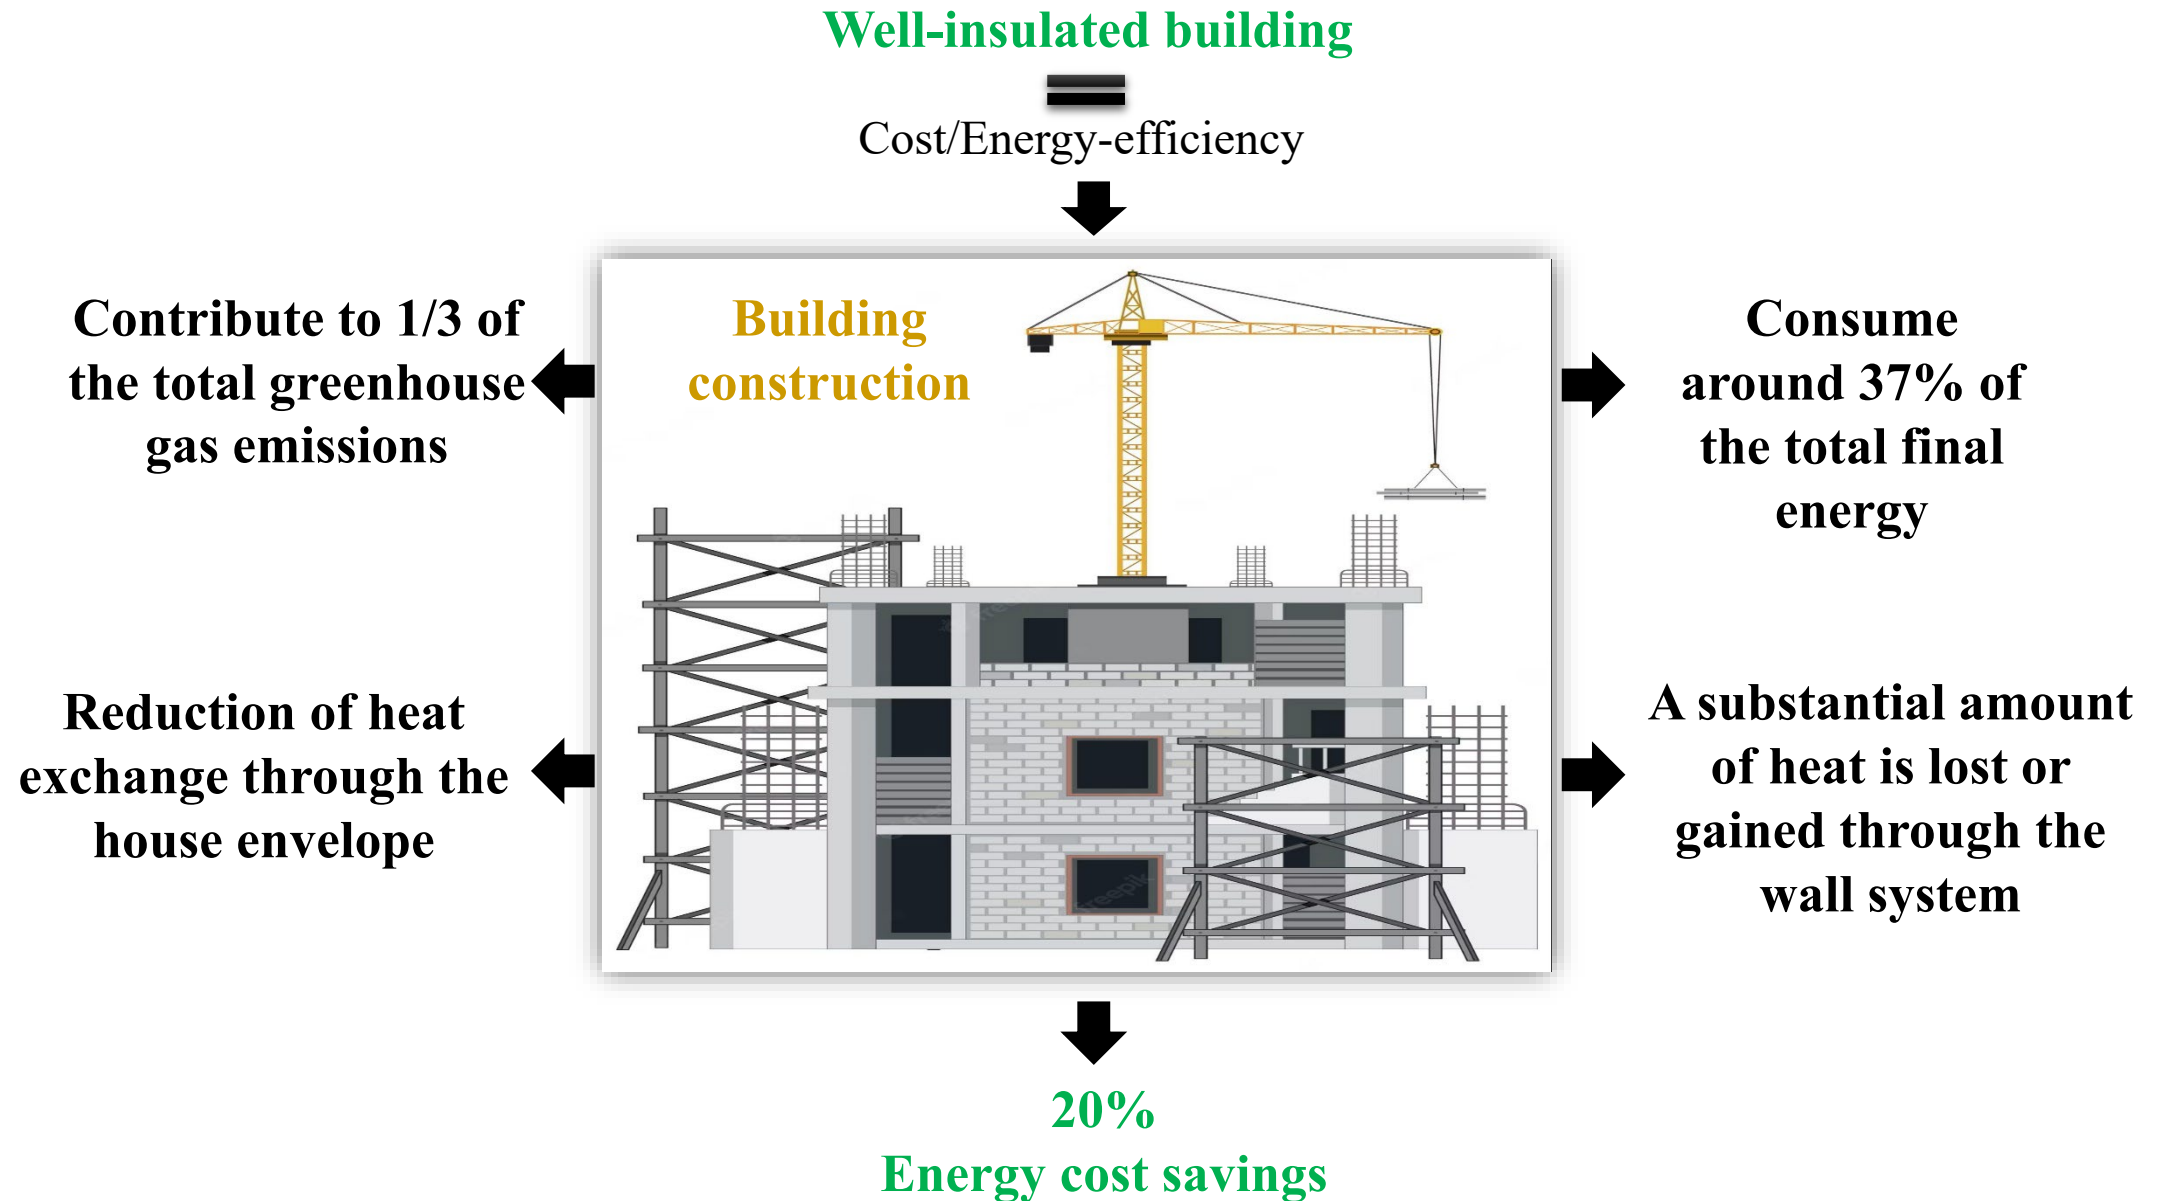 Well-insulated building
Cost/Energy-efficiency
Contribute to 1/3 of
the total greenhouse
gas emissions
Building
construction
Consume
around 37% of
the total final
energy
Reduction of heat
exchange through the
house envelope
A substantial amount
of heat is lost or
gained through the
wall system
freepik
20%
Energy cost savings